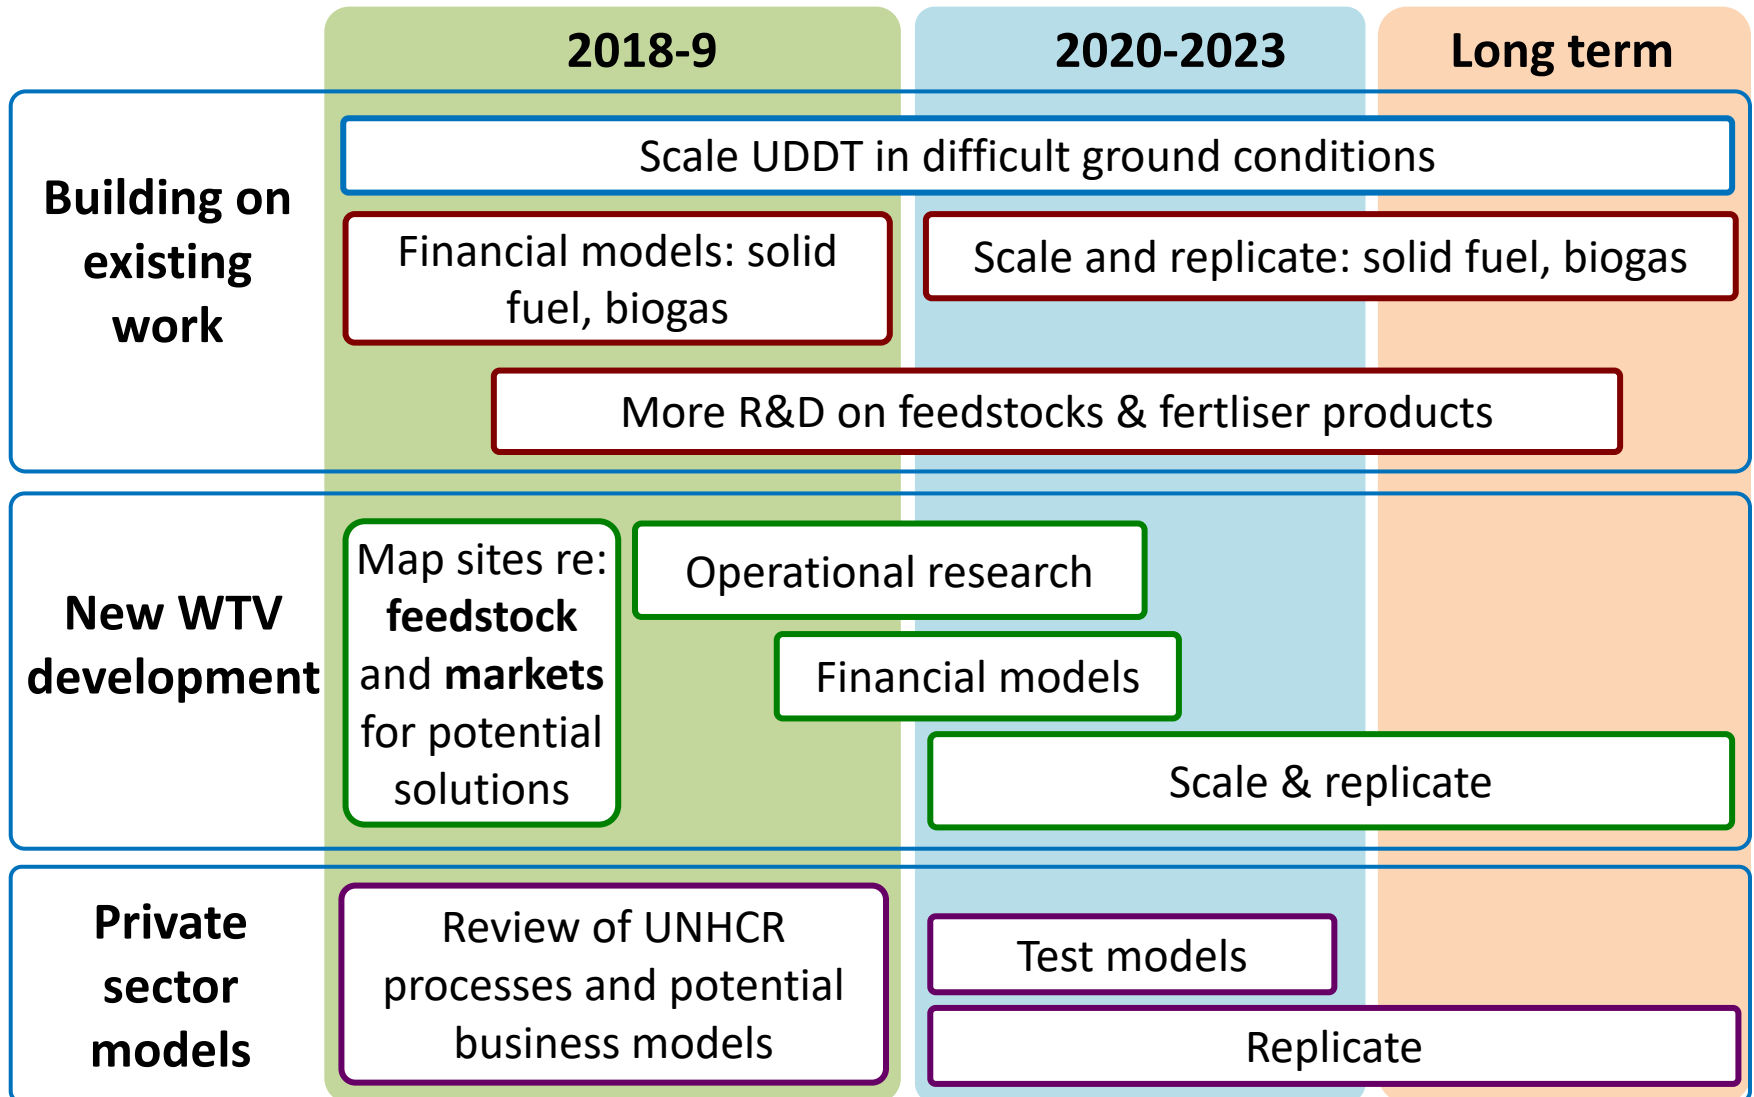 2018-9
2020-2023
Long term
Building on
existing
work
Scale UDDT in difficult ground conditions
Financial models: solid
fuel, biogas
Scale and replicate: solid fuel, biogas
More R&D on feedstocks & fertliser products
New WTV
development
Map sites re:
feedstock
and markets
for potential
solutions
Operational research
Financial models
Scale & replicate
Private
sector
models
Review of UNHCR
processes and potential
business models
Test models
Replicate